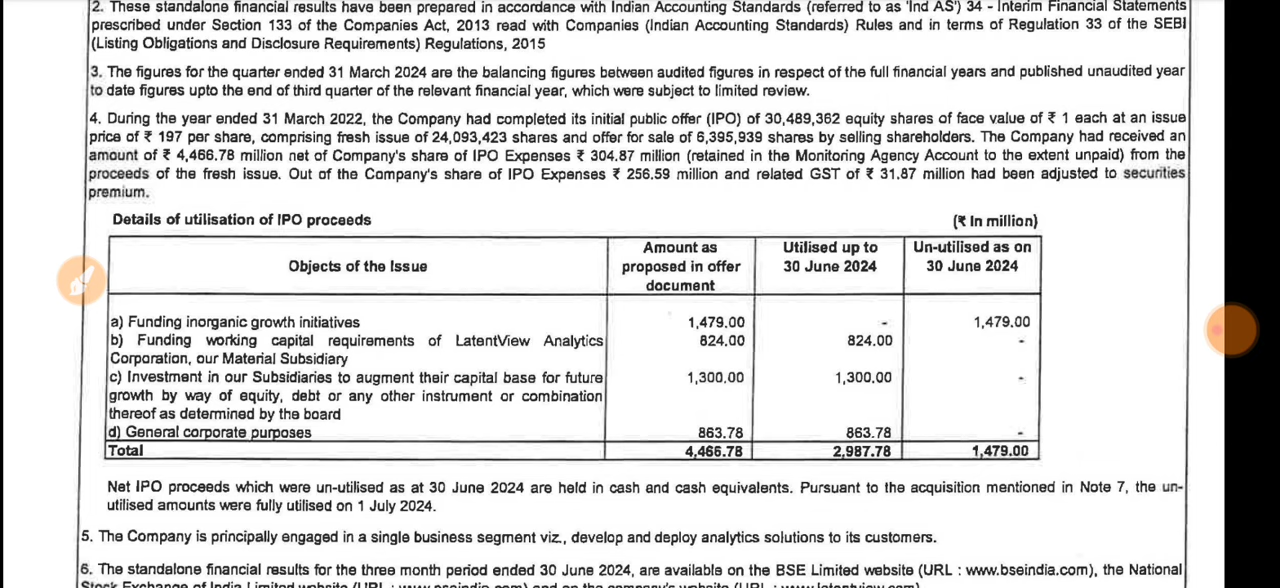 2. These standalone financial results have been prepared in accordance with Indian Accounting Standards (referred to as 'Ind AS') 34 - Interim Financial Statements
prescribed under Section 133 of the Companies Act, 2013 read with Companies (Indian Accounting Standards) Rules and in terms of Regulation 33 of the SEBI
(Listing Obligations and Disclosure Requirements) Regulations, 2015
3. The figures for the quarter ended 31 March 2024 are the balancing figures between audited figures in respect of the full financial years and published unaudited year
to date figures upto the end of third quarter of the relevant financial year, which were subject to limited review.
4. During the year ended 31 March 2022, the Company had completed its initial public offer (IPO) of 30,489,362 equity shares of face value of ₹ 1 each at an issue
price of ₹ 197 per share, comprising fresh issue of 24,093,423 shares and offer for sale of 6,395,939 shares by selling shareholders. The Company had received an
amount of ₹ 4,466.78 million net of Company's share of IPO Expenses ₹ 304.87 million (retained in the Monitoring Agency Account to the extent unpaid) from the
proceeds of the fresh issue. Out of the Company's share of IPO Expenses ₹ 256.59 million and related GST of ₹ 31.87 million had been adjusted to securities
premium.
Details of utilisation of IPO proceeds (₹ In million)
Objects of the Issue
Amount as
proposed in offer
document
Utilised up to
30 June 2024
Un-utilised as on
30 June 2024
a) Funding inorganic growth initiatives 1,479.00 - 1,479.00
b) Funding working capital requirements of LatentView Analytics 824.00 824.00 -
Corporation, our Material Subsidiary
c) Investment in our Subsidiaries to augment their capital base for future 1,300.00 1,300.00 -
growth by way of equity, debt or any other instrument or combination
thereof as determined by the board
d) General corporate purposes 863.78 863.78 -
Total 4,466.78 2,987.78 1,479.00
Net IPO proceeds which were un-utilised as at 30 June 2024 are held in cash and cash equivalents. Pursuant to the acquisition mentioned in Note 7, the un-
utilised amounts were fully utilised on 1 July 2024.
5. The Company is principally engaged in a single business segment viz., develop and deploy analytics solutions to its customers.
6. The standalone financial results for the three month period ended 30 June 2024, are available on the BSE Limited website (URL : www.bseindia.com), the National
Stock Exchange of India Limited website (URL : www.nseindia.com) and on the company's website (URL : www.latentview.com)